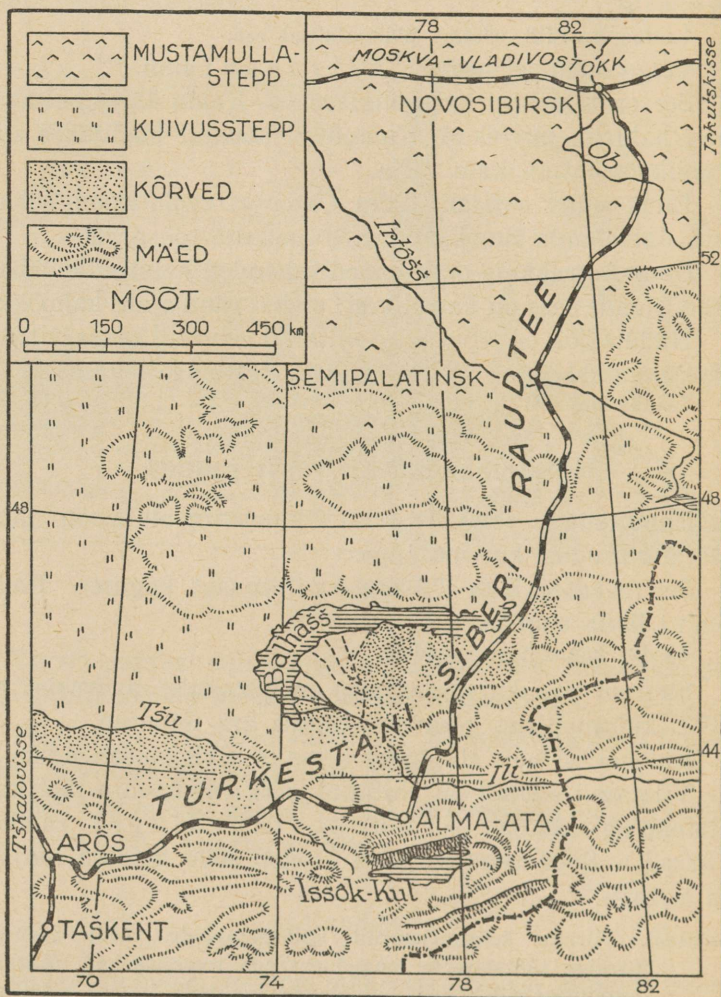 78 82
MUSTAMULLA-
STEPP
KUIVUSSTEPP
KÕRVED
MÄED
MÕÕT
0 150 300 450 km
MOSKVA-VLADIVOSTOKK
NOVOSIBIRSK
Irkutskisse
Ob
Irtõšš
52
SEMIPALATINSK
48
48
TURKESTANI-SIBERI RAUDTEE
Balhašš
Tšu
44
Ili
Tškalovisse
ALMA-ATA
ARÕS
Issõk-Kul
TAŠKENT
70 74 78 82